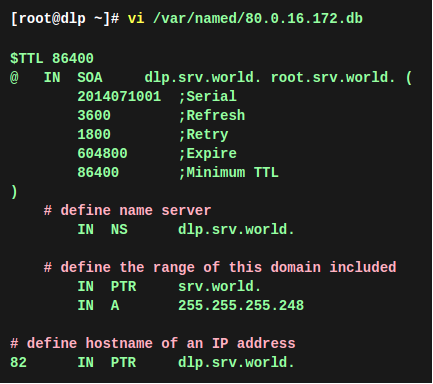 [root@dlp ~]# vi /var/named/80.0.16.172.db
$TTL 86400
@   IN  SOA     dlp.srv.world. root.srv.world. (
        2014071001  ;Serial
        3600        ;Refresh
        1800        ;Retry
        604800      ;Expire
        86400       ;Minimum TTL
)
    # define name server
        IN  NS      dlp.srv.world.
    # define the range of this domain included
        IN  PTR     srv.world.
        IN  A       255.255.255.248
# define hostname of an IP address
82      IN  PTR     dlp.srv.world.